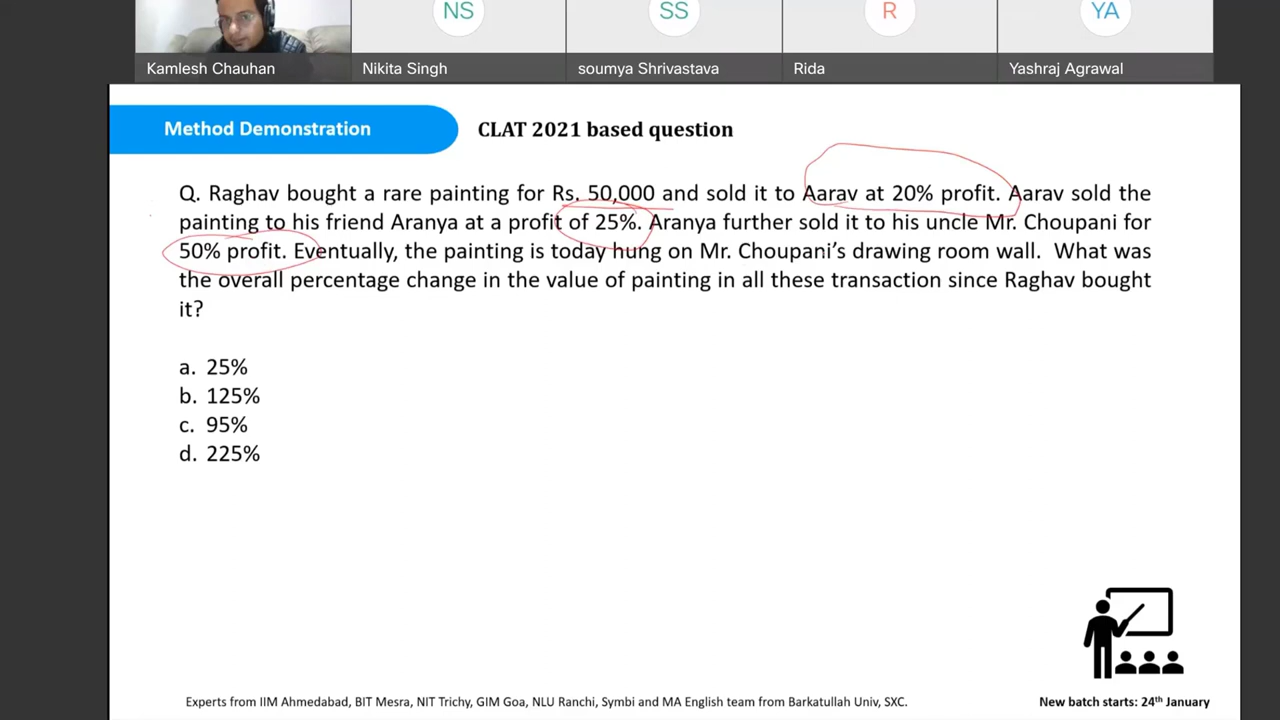 NS
SS
R
YA
Kamlesh Chauhan
Nikita Singh
soumya Shrivastava
Rida
Yashraj Agrawal
Method Demonstration
CLAT 2021 based question
Q. Raghav bought a rare painting for Rs. 50,000 and sold it to Aarav at 20% profit. Aarav sold the
painting to his friend Aranya at a profit of 25%. Aranya further sold it to his uncle Mr. Choupani for
50% profit. Eventually, the painting is today hung on Mr. Choupani’s drawing room wall. What was
the overall percentage change in the value of painting in all these transaction since Raghav bought
it?
a. 25%
b. 125%
c. 95%
d. 225%
Experts from IIM Ahmedabad, BIT Mesra, NIT Trichy, GIM Goa, NLU Ranchi, Symbi and MA English team from Barkatullah Univ, SXC.
New batch starts: 24th January